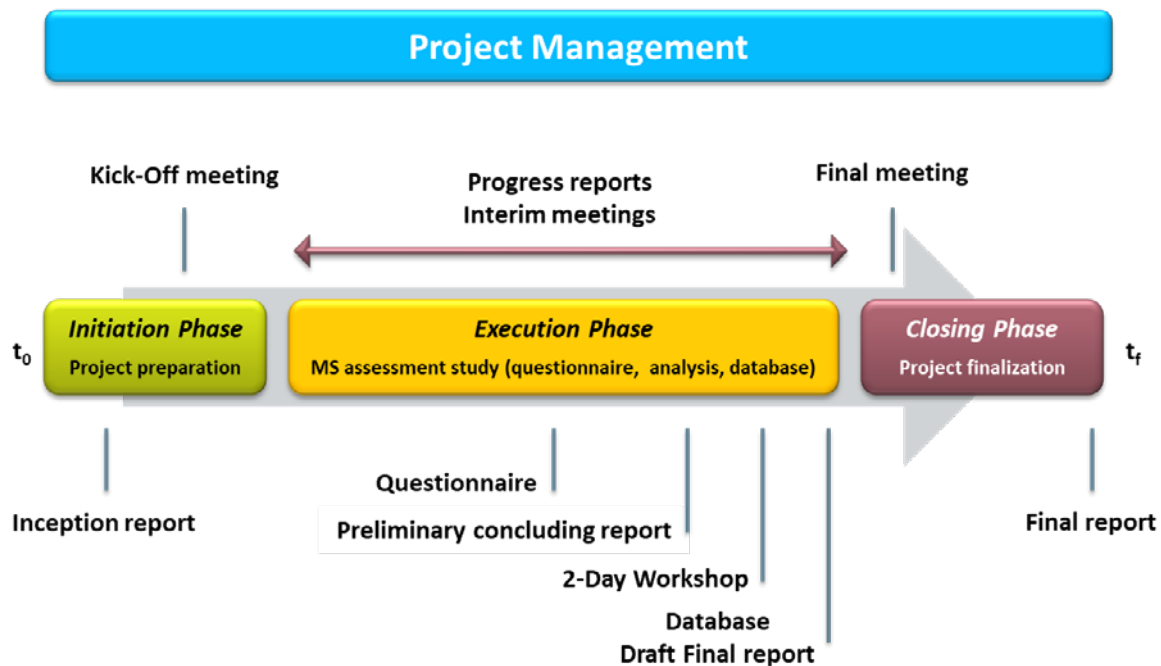 Project Management
Kick-Off meeting
Progress reports
Interim meetings
Final meeting
t0
Initiation Phase
Project preparation
Execution Phase
MS assessment study (questionnaire, analysis, database)
Closing Phase
Project finalization
tf
Inception report
Questionnaire
Preliminary concluding report
2-Day Workshop
Database
Draft Final report
Final report